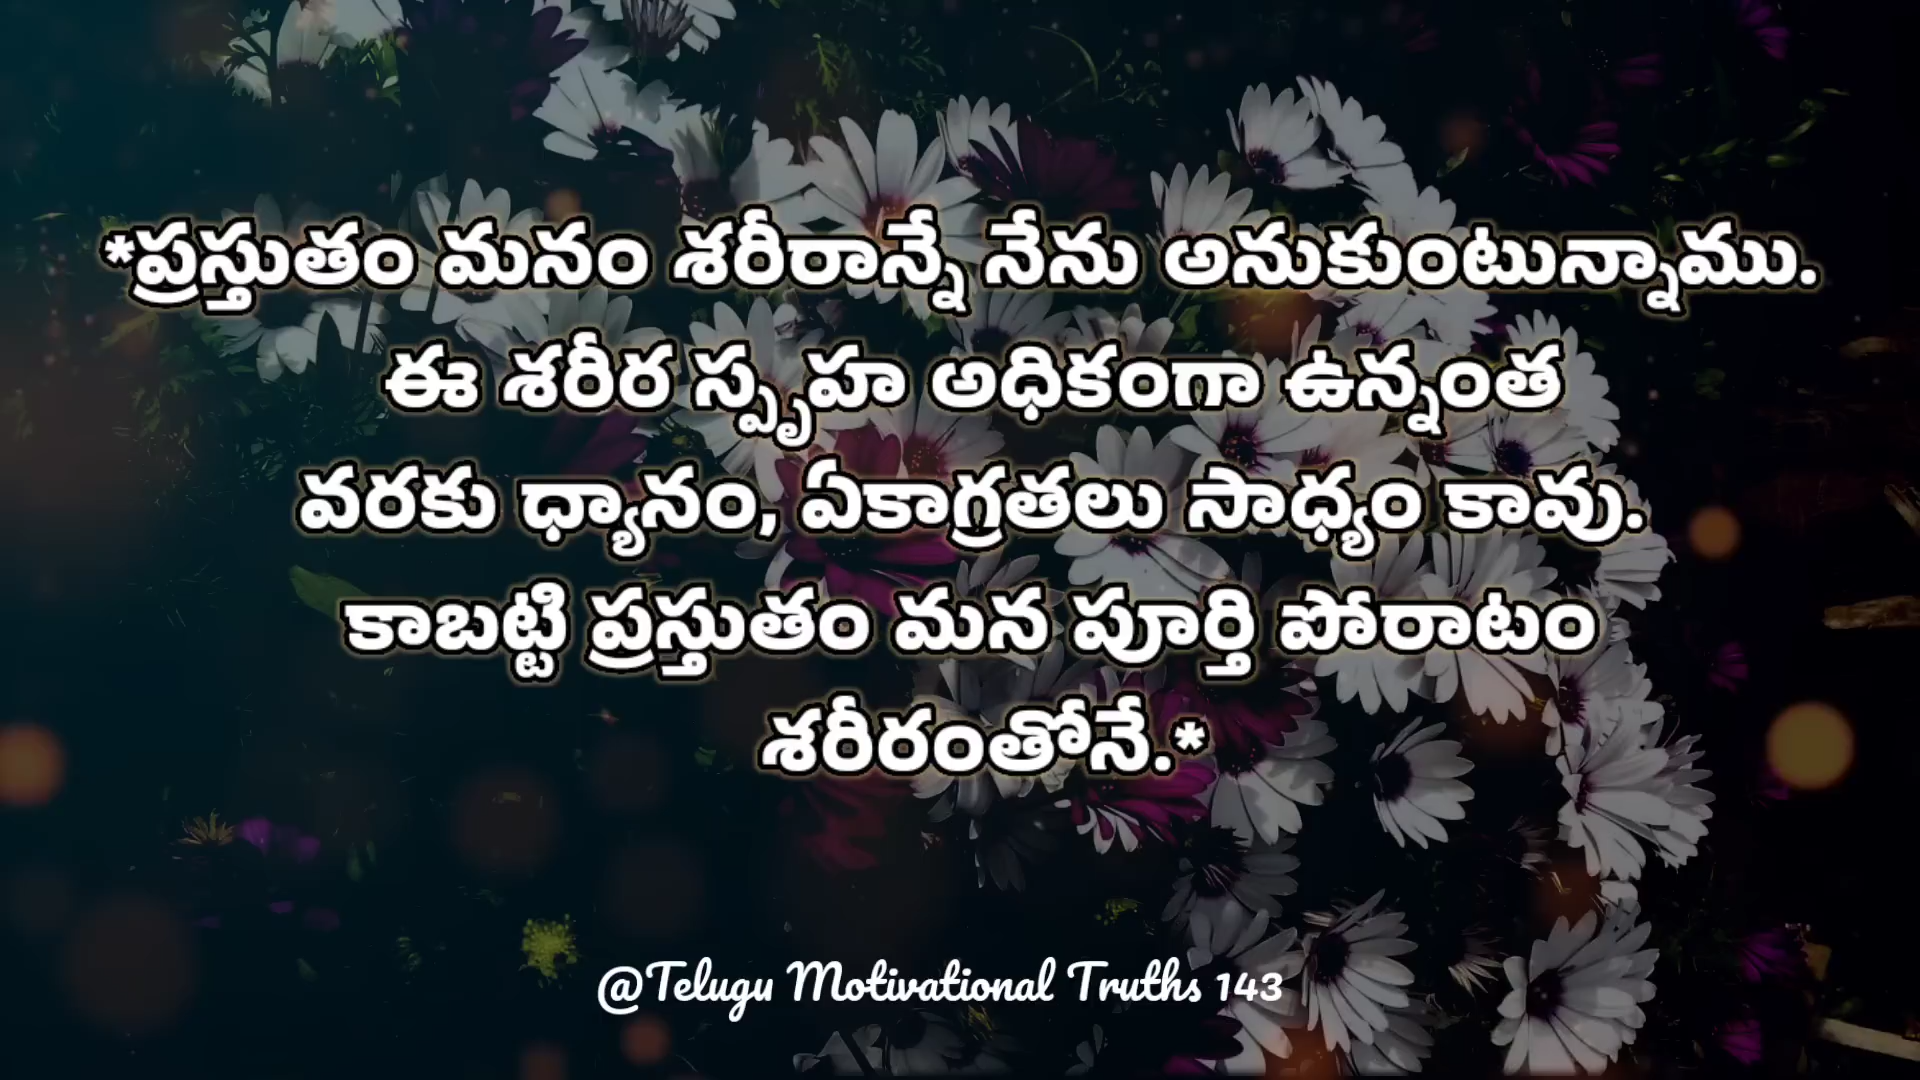 *ప్రస్తుతం మనం శరీరాన్నే నేను అనుకుంటున్నాము.
ఈ శరీర స్పృహ అధికంగా ఉన్నంత
వరకు ధ్యానం, ఏకాగ్రతలు సాధ్యం కావు.
కాబట్టి ప్రస్తుతం మన పూర్తి పోరాటం
శరీరంతోనే.*
@Telugu Motivational Truths 143